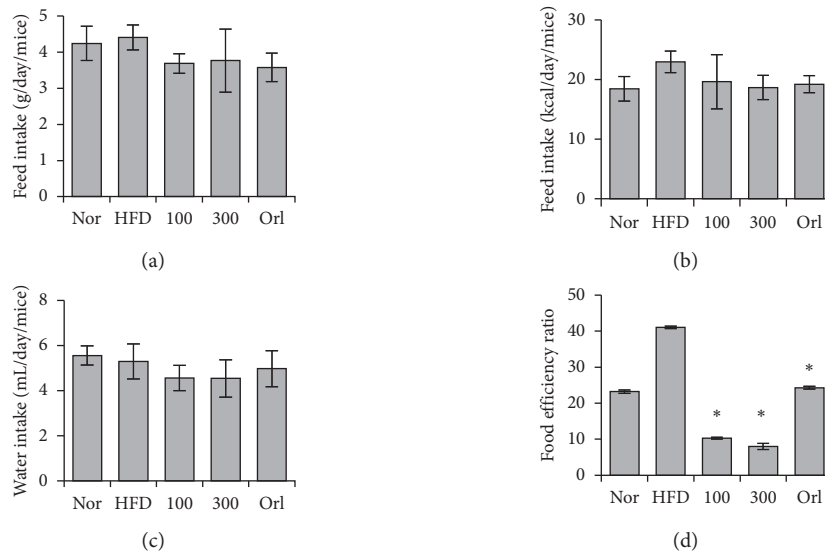 Feed intake (g/day/mice)
5
4
3
2
1
0
Nor HFD 100 300 Orl
(a)
Feed intake (kcal/day/mice)
30
20
10
0
Nor HFD 100 300 Orl
(b)
Water intake (mL/day/mice)
8
6
4
2
0
Nor HFD 100 300 Orl
(c)
Food efficiency ratio
50
40
30
20
10
0
* * *
Nor HFD 100 300 Orl
(d)